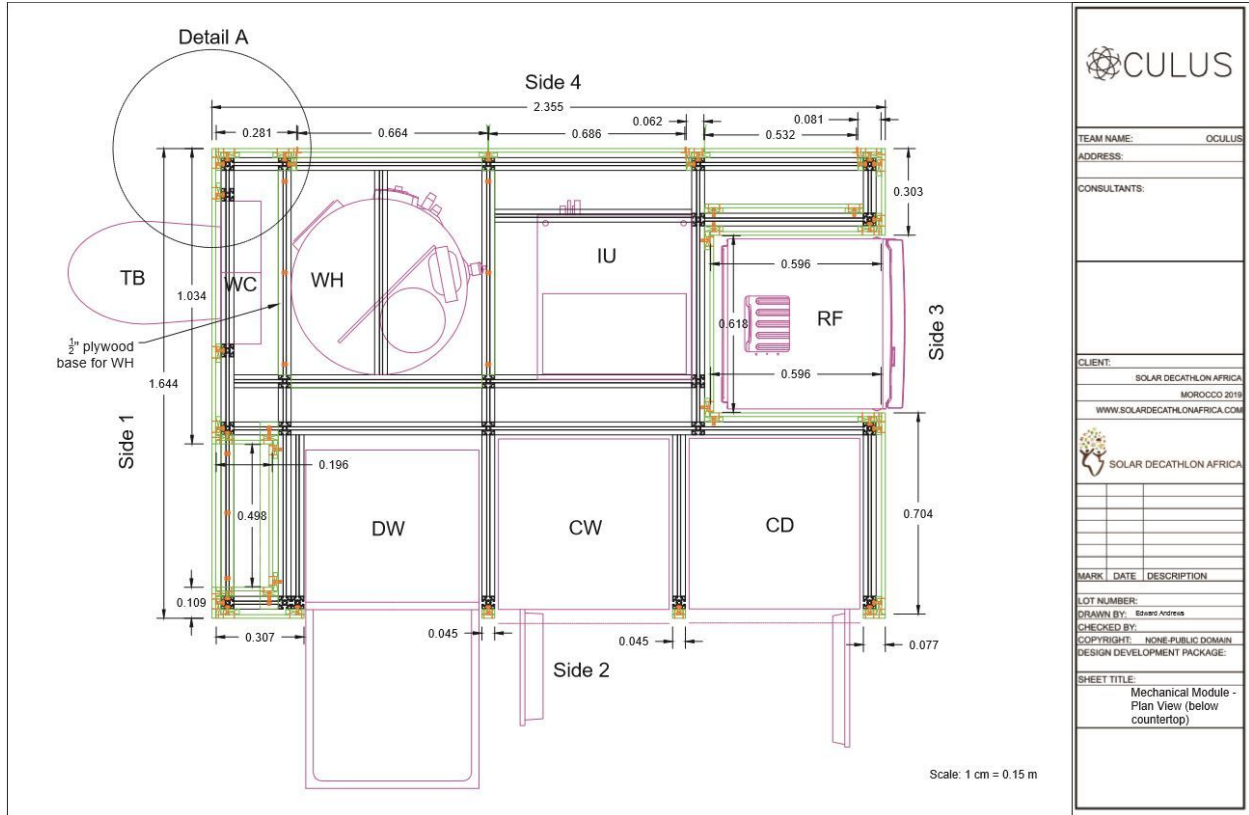 Detail A
Side 4
2.355
0.281
0.664
0.686
0.062
0.532
0.081
0.303
TB
WC
WH
IU
RF
0.596
0.618
0.596
Side 3
1.034
½" plywood
base for WH
1.644
Side 1
0.196
0.498
DW
CW
CD
0.704
0.109
0.307
0.045
0.045
0.077
Side 2
Scale: 1 cm = 0.15 m
CULUS
TEAM NAME: OCULUS
ADDRESS:
CONSULTANTS:
CLIENT:
SOLAR DECATHLON AFRICA
MOROCCO 2019
WWW.SOLARDECATHLONAFRICA.COM
SOLAR DECATHLON AFRICA
MARK DATE DESCRIPTION
LOT NUMBER:
DRAWN BY: Edward Andrews
CHECKED BY:
COPYRIGHT: NONE-PUBLIC DOMAIN
DESIGN DEVELOPMENT PACKAGE:
SHEET TITLE:
Mechanical Module -
Plan View (below
countertop)